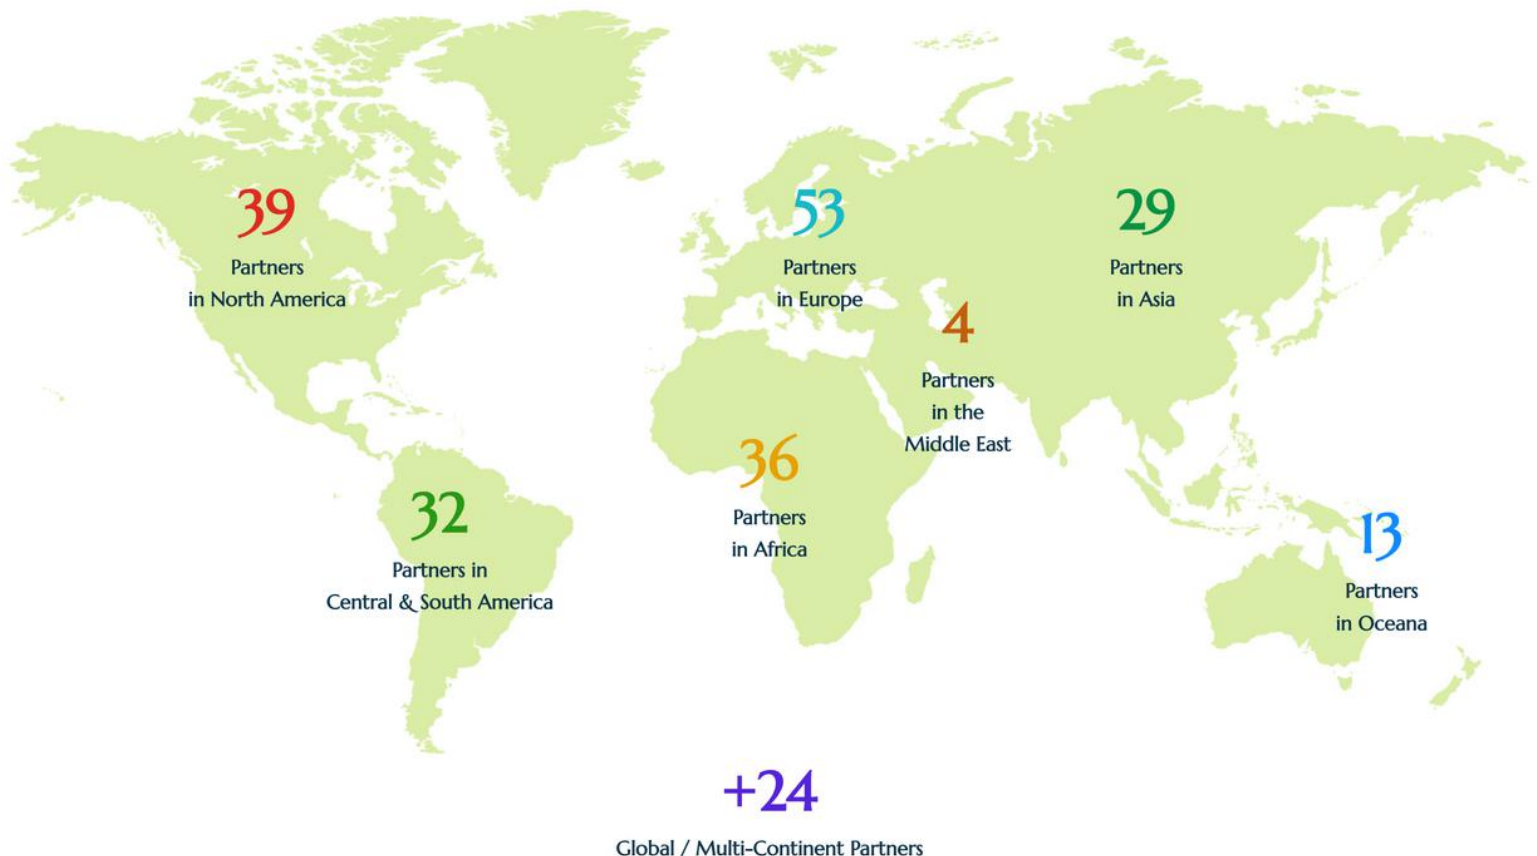 39
Partners
in North America
53
Partners
in Europe
29
Partners
in Asia
4
Partners
in the
Middle East
36
Partners
in Africa
32
Partners in
Central & South America
13
Partners
in Oceana
+24
Global / Multi-Continent Partners